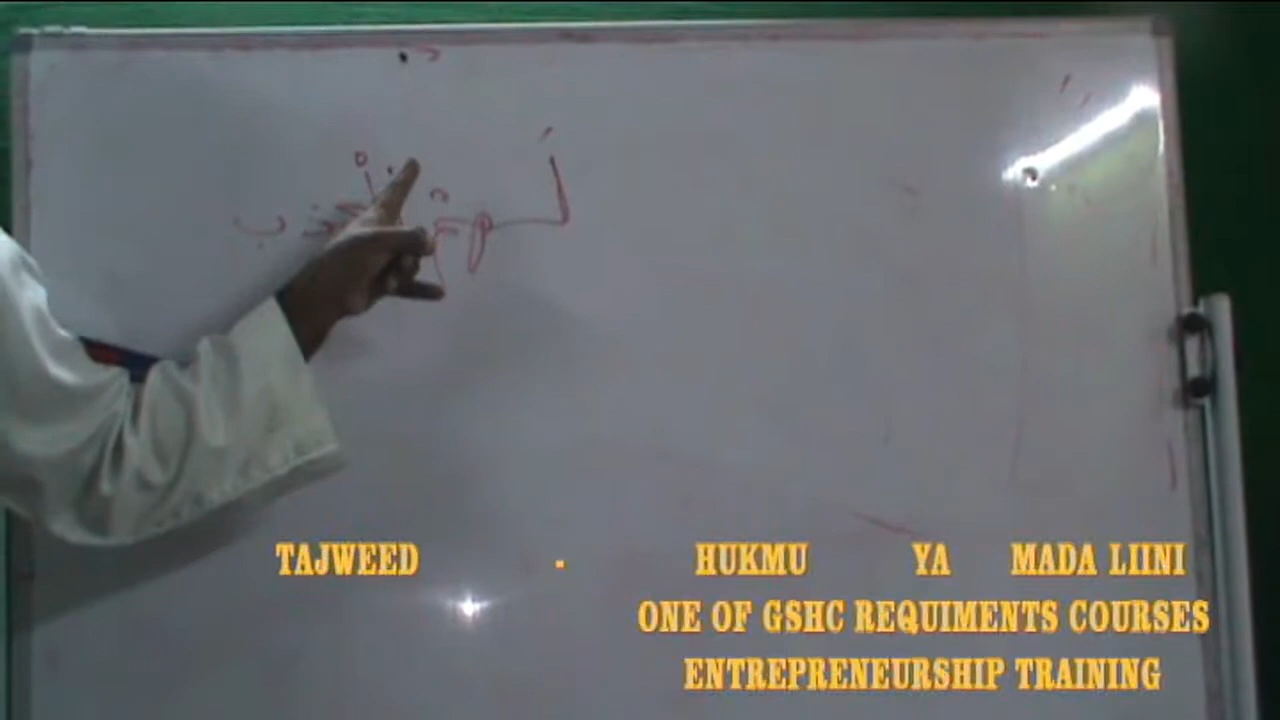 TAJWEED - HUKMU YA MADA LIINI
ONE OF GSHC REQUIMENTS COURSES
ENTREPRENEURSHIP TRAINING